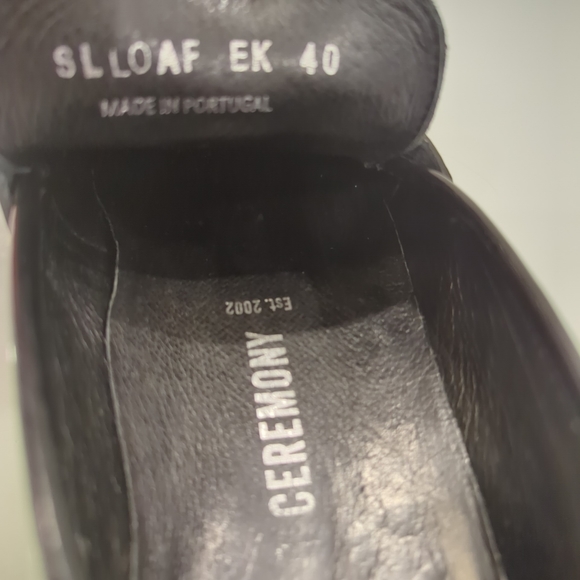 SLLOAF EK 40
MADE IN PORTUGAL
Est. 2002
CEREMONY